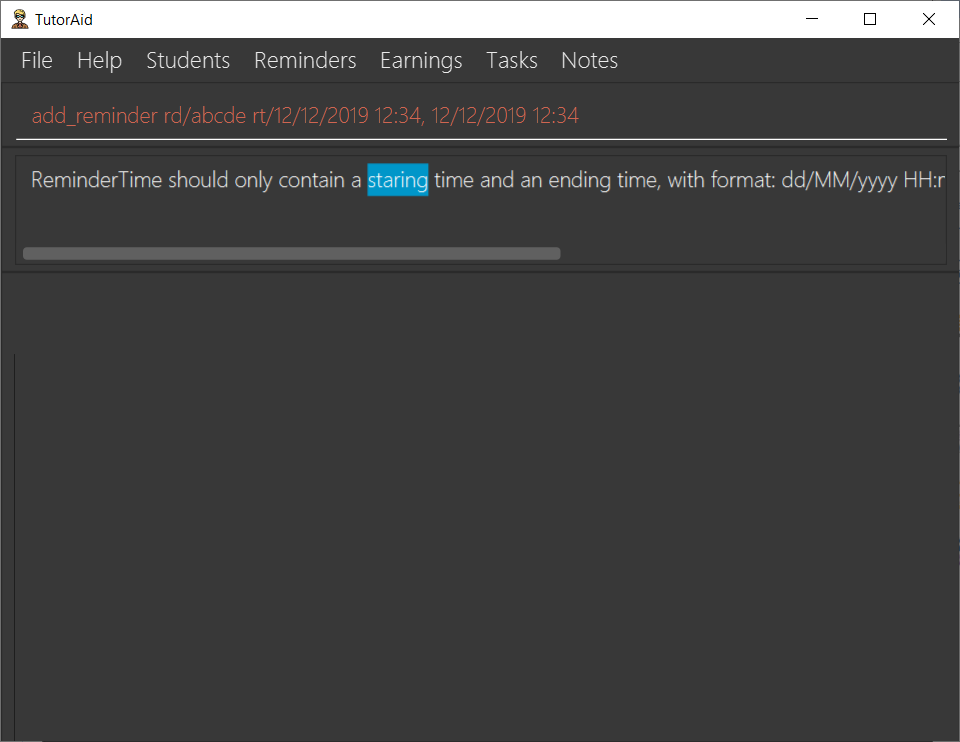 TutorAid
File Help Students Reminders Earnings Tasks Notes
add_reminder rd/abcde rt/12/12/2019 12:34, 12/12/2019 12:34
ReminderTime should only contain a staring time and an ending time, with format: dd/MM/yyyy